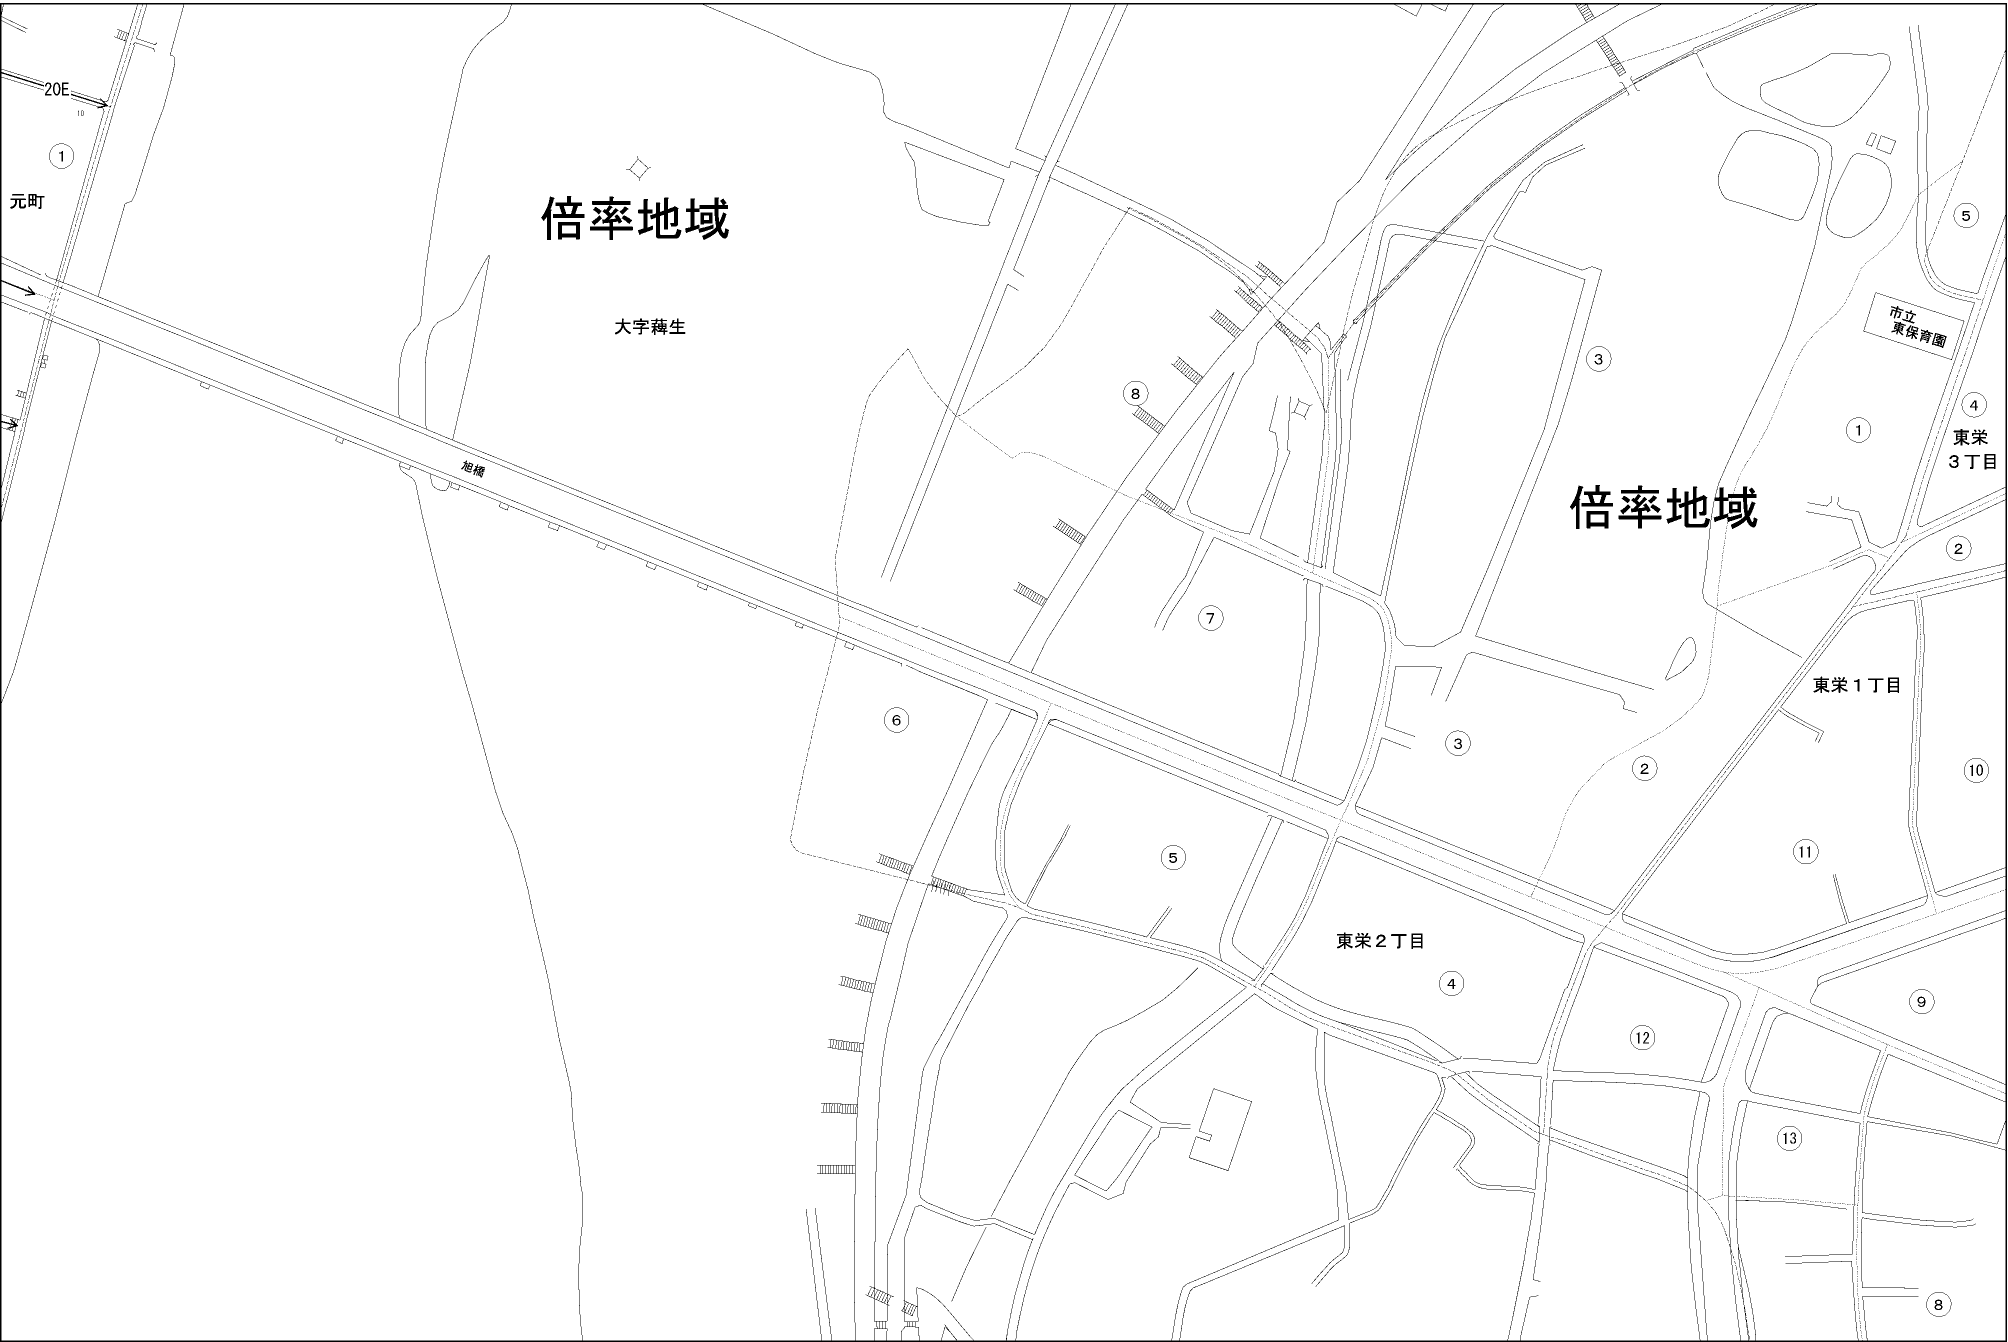 20E
10
①
元町
倍率地域
大字蕂生
旭橋
⑧
③
⑤
市立
東保育園
①
④
東栄
３丁目
倍率地域
②
⑦
⑥
③
②
東栄１丁目
⑩
⑪
⑤
東栄２丁目
④
⑨
⑫
⑬
⑧